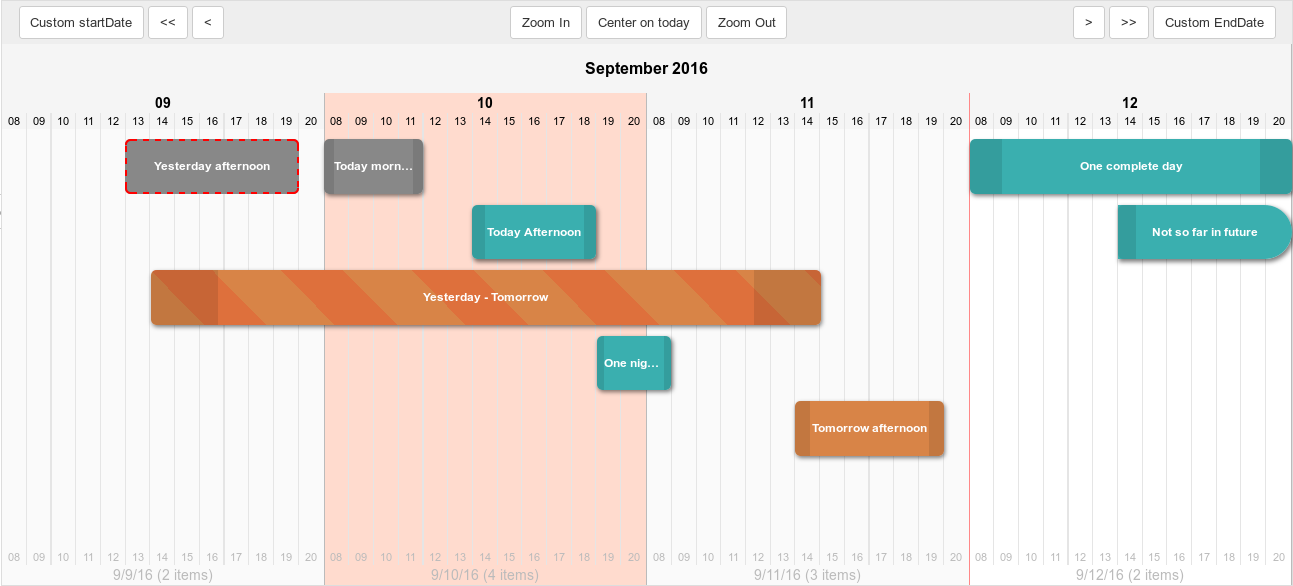 Custom startDate << < Zoom In Center on today Zoom Out > >> Custom EndDate
September 2016
09 10 11 12
08 09 10 11 12 13 14 15 16 17 18 19 20 08 09 10 11 12 13 14 15 16 17 18 19 20 08 09 10 11 12 13 14 15 16 17 18 19 20 08 09 10 11 12 13 14 15 16 17 18 19 20
Yesterday afternoon Today morn... One complete day
Today Afternoon Not so far in future
Yesterday - Tomorrow
One nig...
Tomorrow afternoon
08 09 10 11 12 13 14 15 16 17 18 19 20 08 09 10 11 12 13 14 15 16 17 18 19 20 08 09 10 11 12 13 14 15 16 17 18 19 20 08 09 10 11 12 13 14 15 16 17 18 19 20
9/9/16 (2 items) 9/10/16 (4 items) 9/11/16 (3 items) 9/12/16 (2 items)